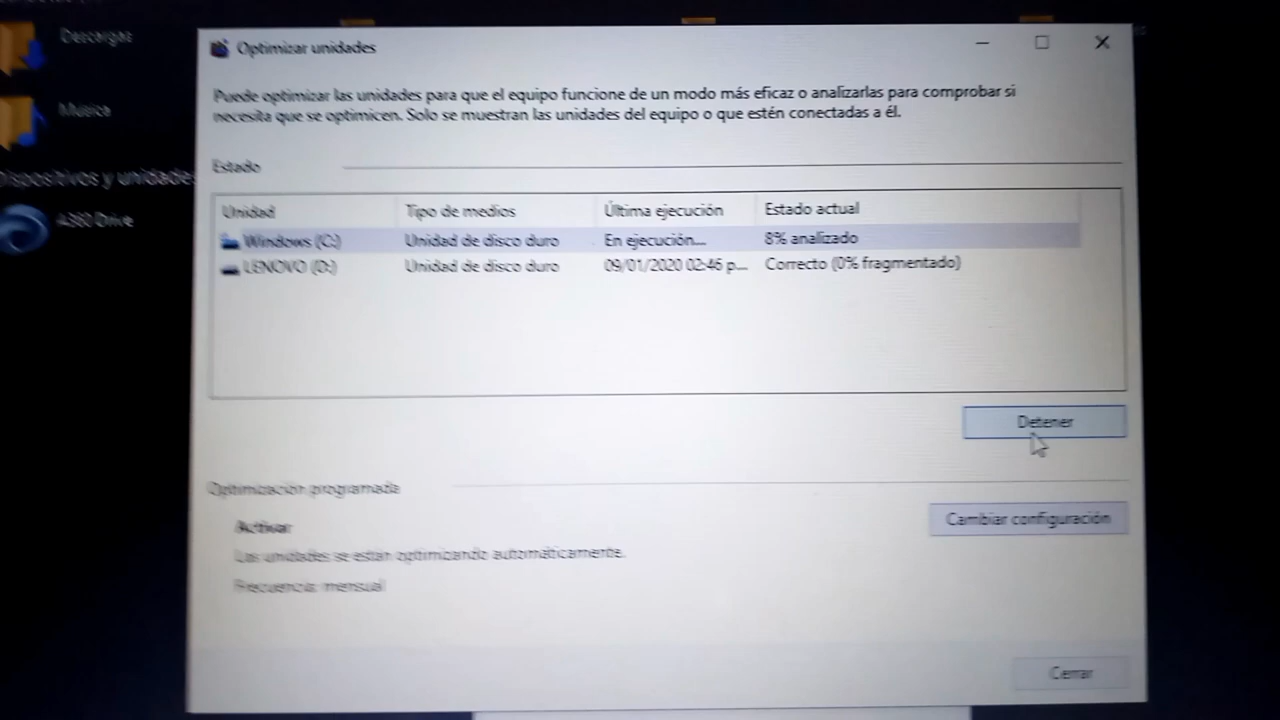 Descargas
Música
Dispositivos y unidades
A360 Drive
Optimizar unidades
Puede optimizar las unidades para que el equipo funcione de un modo más eficaz o analizarlas para comprobar si
necesita que se optimicen. Solo se muestran las unidades del equipo o que estén conectadas a él.
Estado
Unidad Tipo de medios Última ejecución Estado actual
Windows (C:) Unidad de disco duro En ejecución... 8% analizado
LENOVO (D:) Unidad de disco duro 09/01/2020 02:46 p... Correcto (0% fragmentado)
Detener
Optimización programada
Activar
Cambiar configuración
Las unidades se están optimizando automáticamente.
Frecuencia: mensual
Cerrar